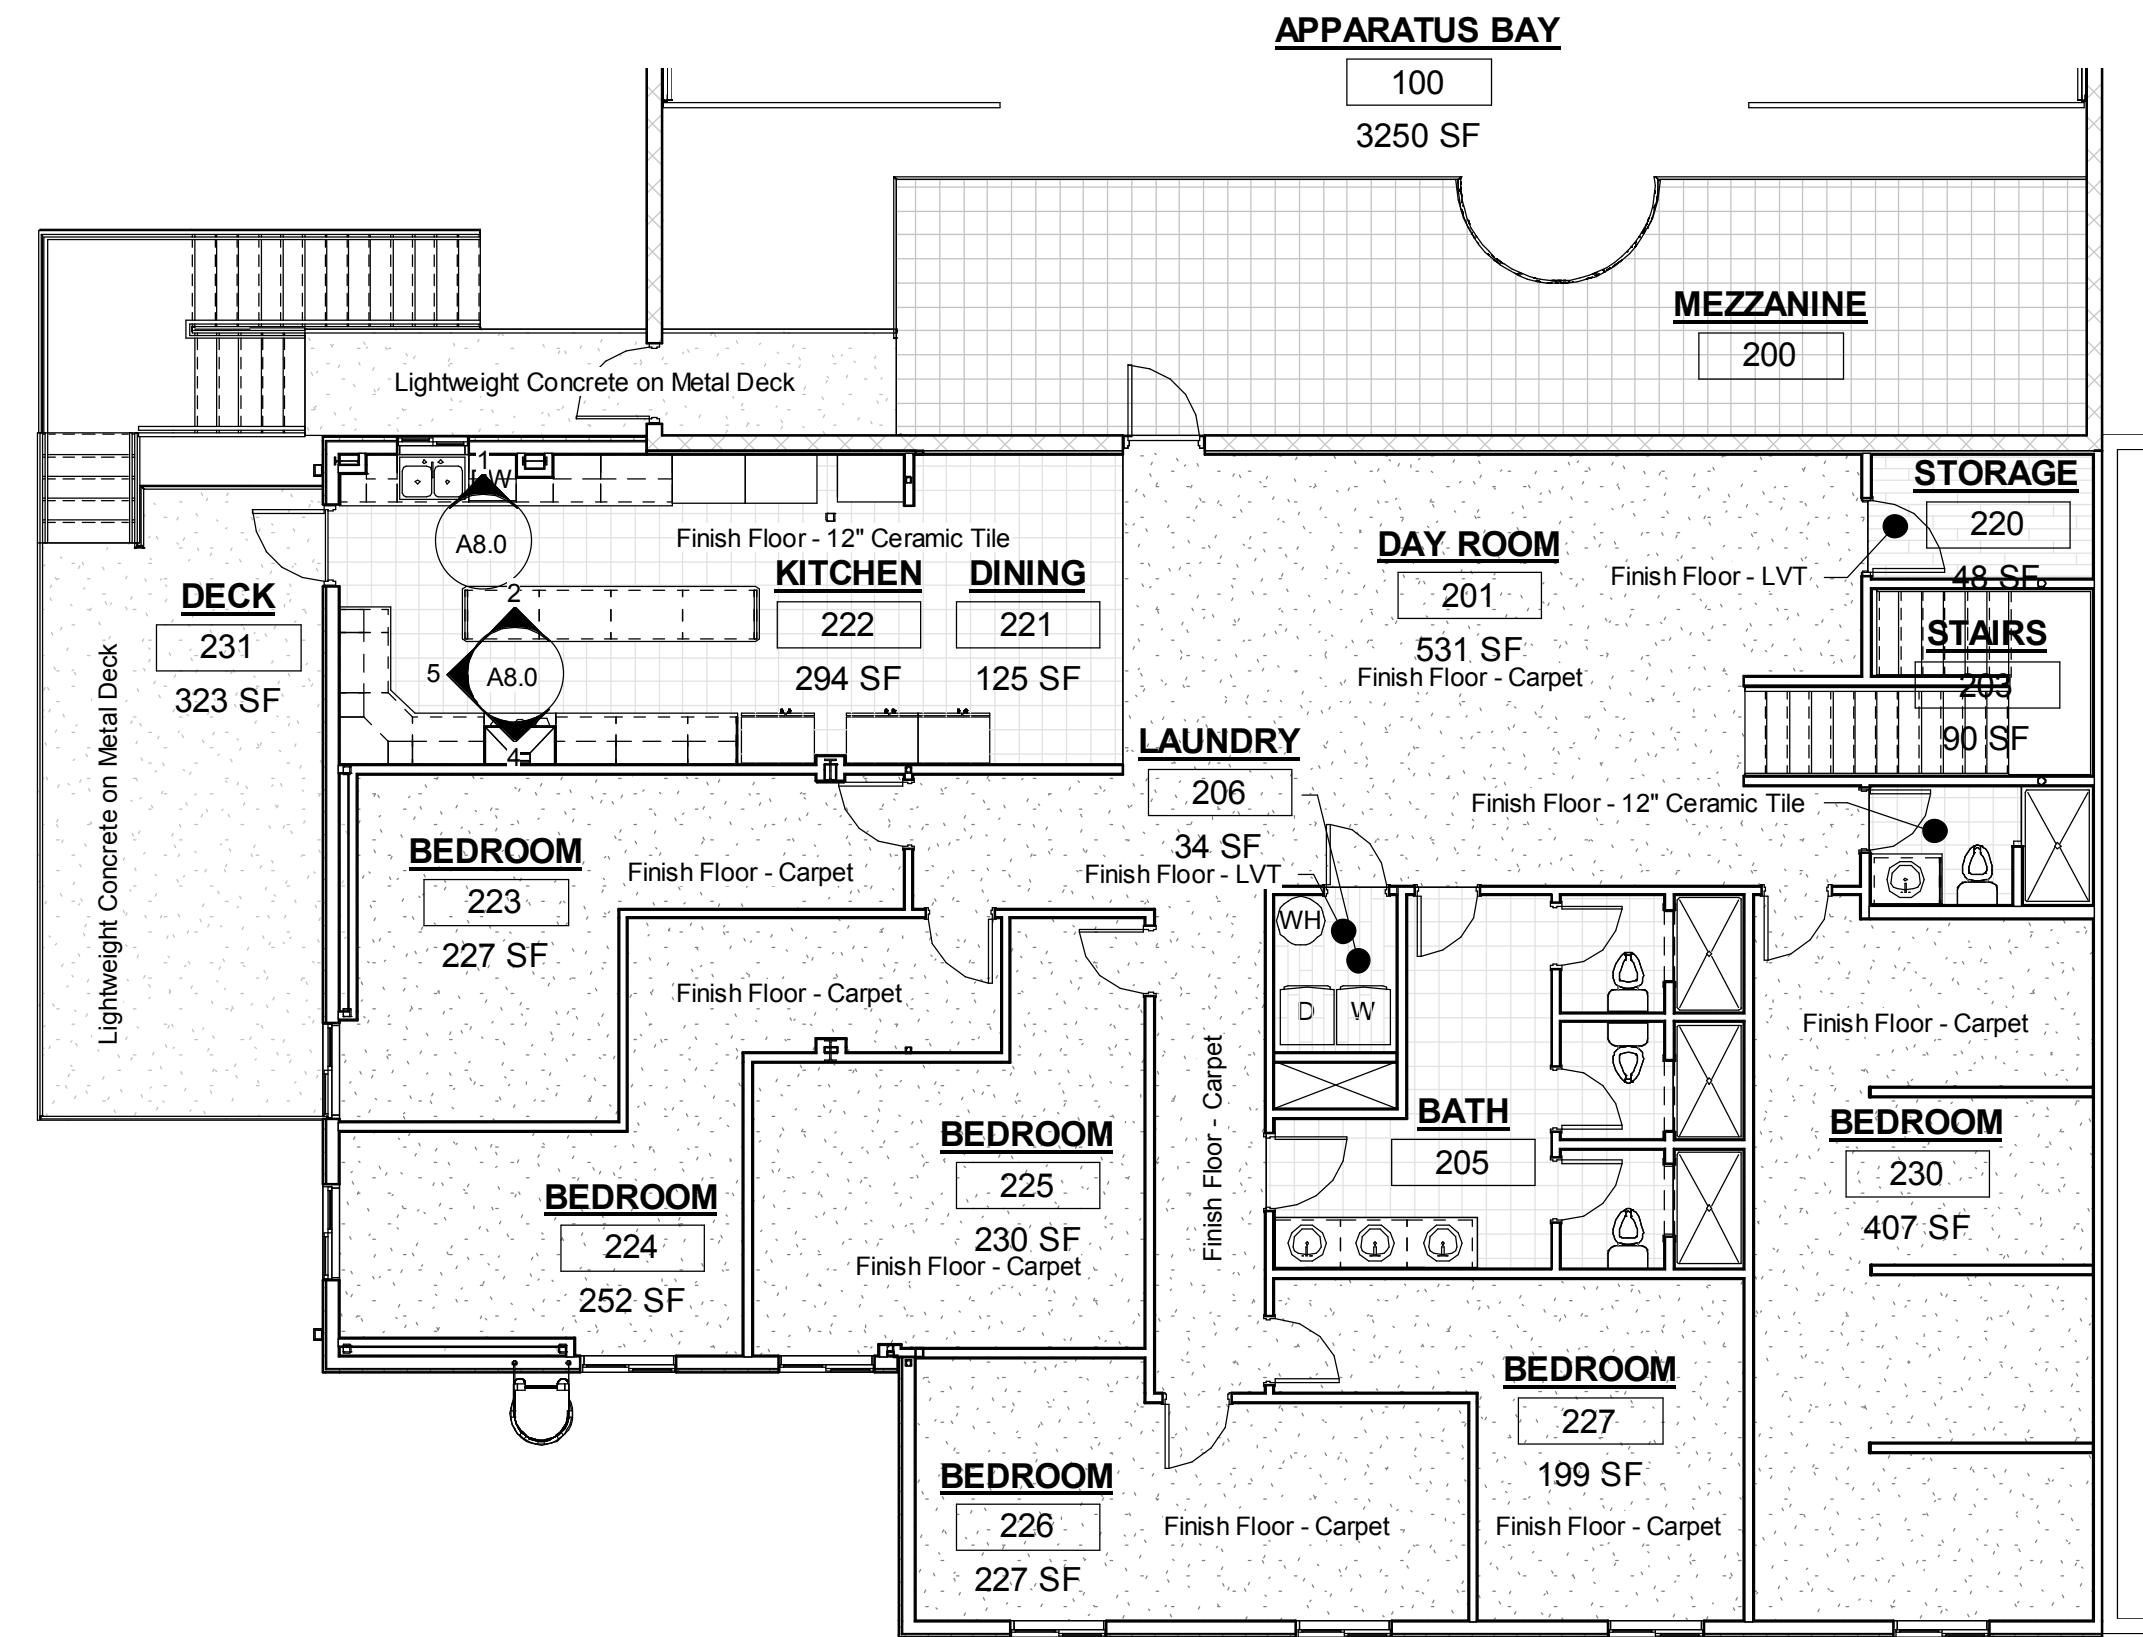 APPARATUS BAY
100
3250 SF
MEZZANINE
200
Lightweight Concrete on Metal Deck
1
W
A8.0
Finish Floor - 12" Ceramic Tile
KITCHEN
222
294 SF
DINING
221
125 SF
2
5
A8.0
4
DECK
231
323 SF
Lightweight Concrete on Metal Deck
DAY ROOM
201
531 SF
Finish Floor - Carpet
Finish Floor - LVT
STORAGE
220
48 SF
STAIRS
203
90 SF
LAUNDRY
206
34 SF
Finish Floor - LVT
Finish Floor - 12" Ceramic Tile
BEDROOM
223
227 SF
Finish Floor - Carpet
Finish Floor - Carpet
WH
D
W
Finish Floor - Carpet
Finish Floor - Carpet
BEDROOM
224
252 SF
BEDROOM
225
230 SF
Finish Floor - Carpet
BATH
205
BEDROOM
230
407 SF
BEDROOM
227
199 SF
Finish Floor - Carpet
BEDROOM
226
227 SF
Finish Floor - Carpet